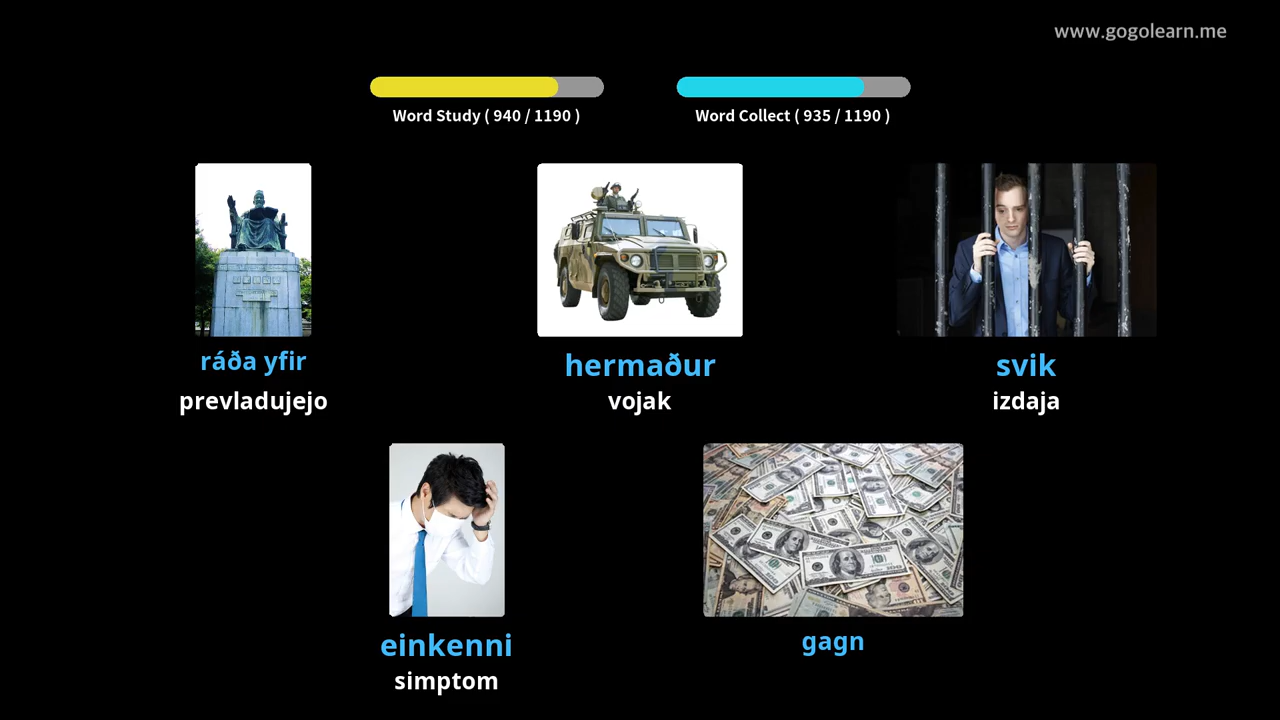 www.gogolearn.me
Word Study ( 940 / 1190 )
Word Collect ( 935 / 1190 )
ráða yfir
prevladujejo
hermaður
vojak
svik
izdaja
einkenni
simptom
gagn